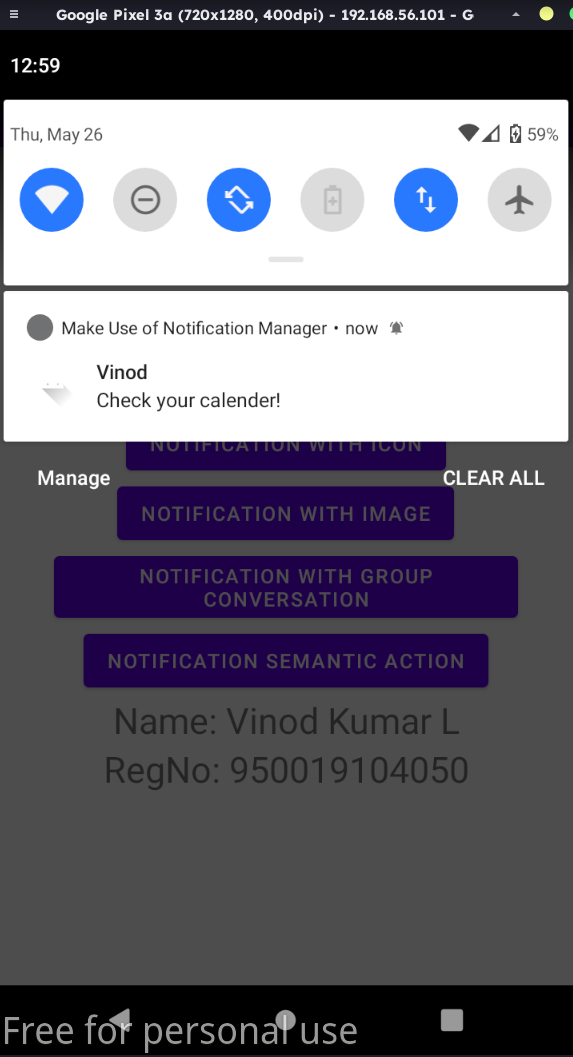 Google Pixel 3a (720x1280, 400dpi) - 192.168.56.101 - G
12:59
Thu, May 26
59%
Make Use of Notification Manager • now
Vinod
Check your calender!
NOTIFICATION WITH ICON
Manage
CLEAR ALL
NOTIFICATION WITH IMAGE
NOTIFICATION WITH GROUP
CONVERSATION
NOTIFICATION SEMANTIC ACTION
Name: Vinod Kumar L
RegNo: 950019104050
Free for personal use